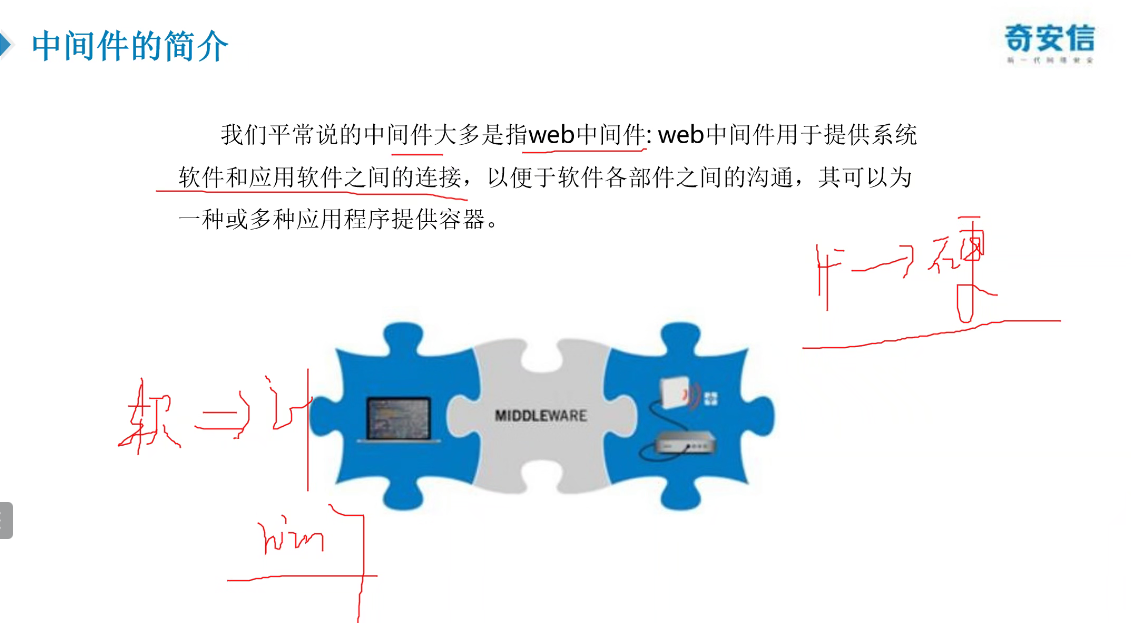 中间件的简介
奇安信
新一代网络安全
我们平常说的中间件大多是指web中间件: web中间件用于提供系统
软件和应用软件之间的连接，以便于软件各部件之间的沟通，其可以为
一种或多种应用程序提供容器。
硬
MIDDLEWARE
软 计
win